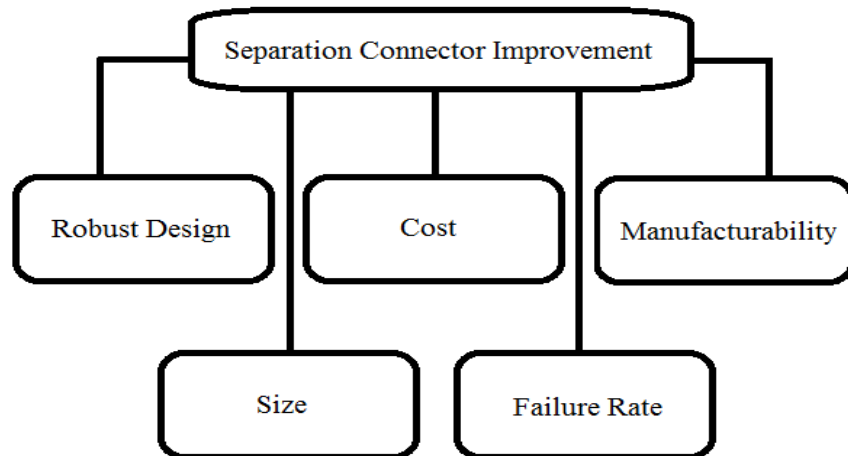 Separation Connector Improvement
Robust Design
Cost
Manufacturability
Size
Failure Rate